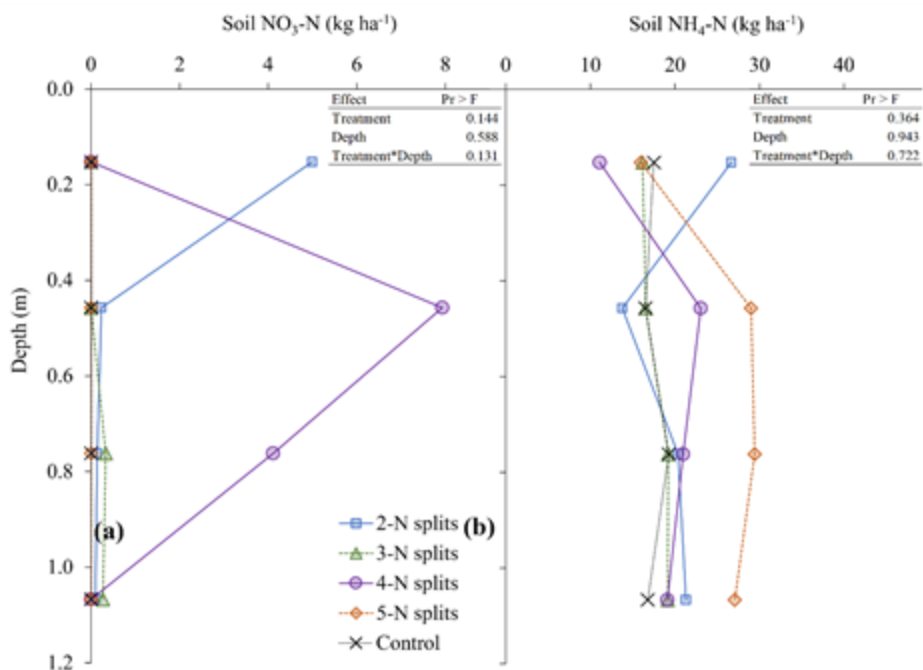 Soil NO₃-N (kg ha⁻¹)
Soil NH₄-N (kg ha⁻¹)
0 2 4 6 8
0 10 20 30 40
0.0
0.2
0.4
0.6
0.8
1.0
1.2
Depth (m)
Effect Pr > F
Treatment 0.144
Depth 0.588
Treatment*Depth 0.131
Effect Pr > F
Treatment 0.364
Depth 0.943
Treatment*Depth 0.722
(a)
2-N splits
3-N splits
4-N splits
5-N splits
Control
(b)